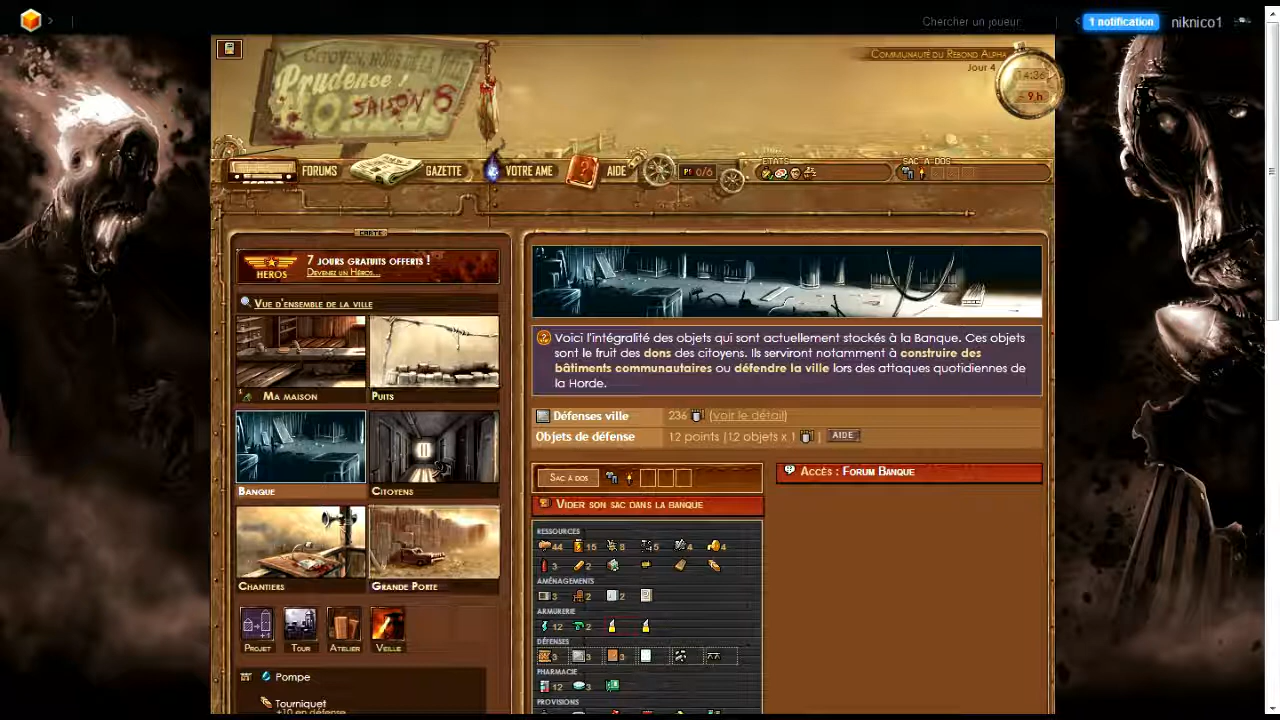 Chercher un joueur
1 notification
niknico1
CITOYEN, HORS DE LA VILLE
Prudence !
SAISON 8
COMMUNAUTÉ DU REBOND ALPHA
JOUR 4
14:36
- 9 h
FORUMS
GAZETTE
VOTRE AME
AIDE
0/6
ETATS
SAC À DOS
CARTE
HEROS
7 JOURS GRATUITS OFFERTS !
DEVENEZ UN HÉROS...
VUE D'ENSEMBLE DE LA VILLE
MA MAISON
PUITS
BANQUE
CITOYENS
CHANTIERS
GRANDE PORTE
PROJET
TOUR
ATELIER
VEILLE
Pompe
Tourniquet
+10 en défense
Voici l'intégralité des objets qui sont actuellement stockés à la Banque. Ces objets
sont le fruit des dons des citoyens. Ils serviront notamment à construire des
bâtiments communautaires ou défendre la ville lors des attaques quotidiennes de
la Horde.
Défenses ville
236 (voir le détail)
Objets de défense
12 points | 12 objets x 1 |
AIDE
SAC À DOS
VIDER SON SAC DANS LA BANQUE
ACCÈS : FORUM BANQUE
RESSOURCES
44 15 8 5 4 4
3 2
AMÉNAGEMENTS
3 2 2
ARMURERIE
12 2
DÉFENSES
3 3 3
PHARMACIE
12 3
PROVISIONS